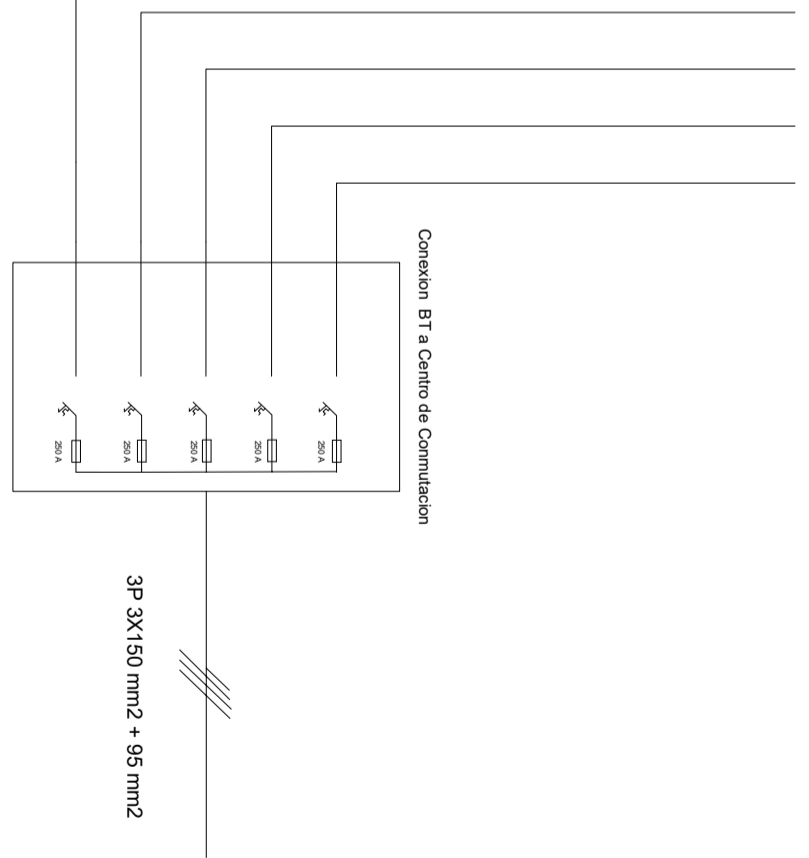 Conexion BT a Centro de Conmutacion
250 A
250 A
250 A
250 A
250 A
3P 3X150 mm2 + 95 mm2